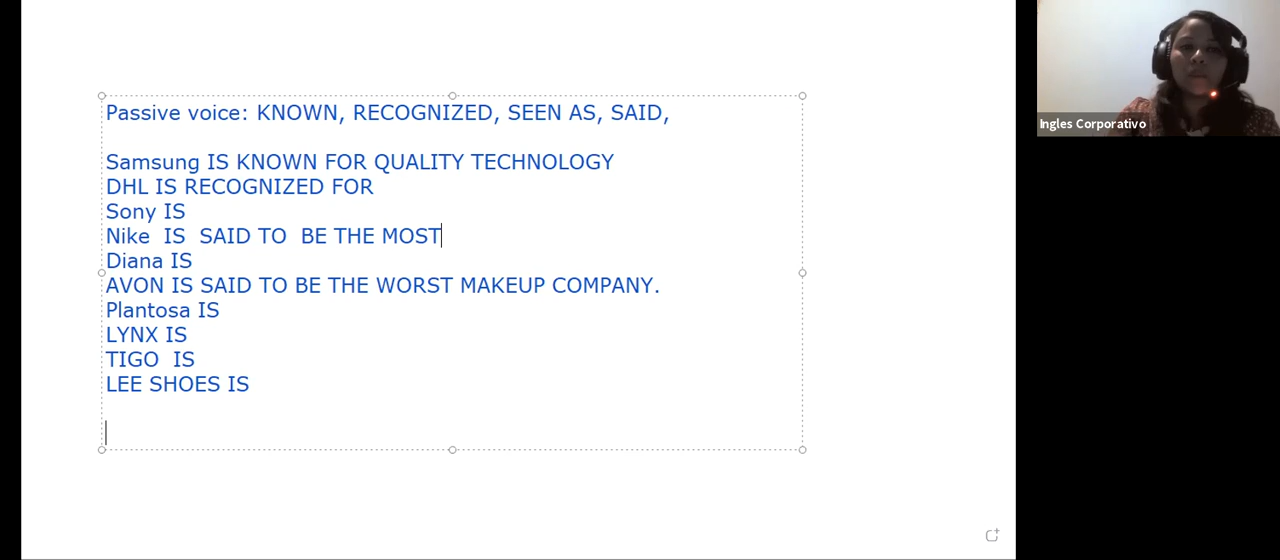 Passive voice: KNOWN, RECOGNIZED, SEEN AS, SAID,
Samsung IS KNOWN FOR QUALITY TECHNOLOGY
DHL IS RECOGNIZED FOR
Sony IS
Nike  IS  SAID TO  BE THE MOST
Diana IS
AVON IS SAID TO BE THE WORST MAKEUP COMPANY.
Plantosa IS
LYNX IS
TIGO  IS
LEE SHOES IS
Ingles Corporativo